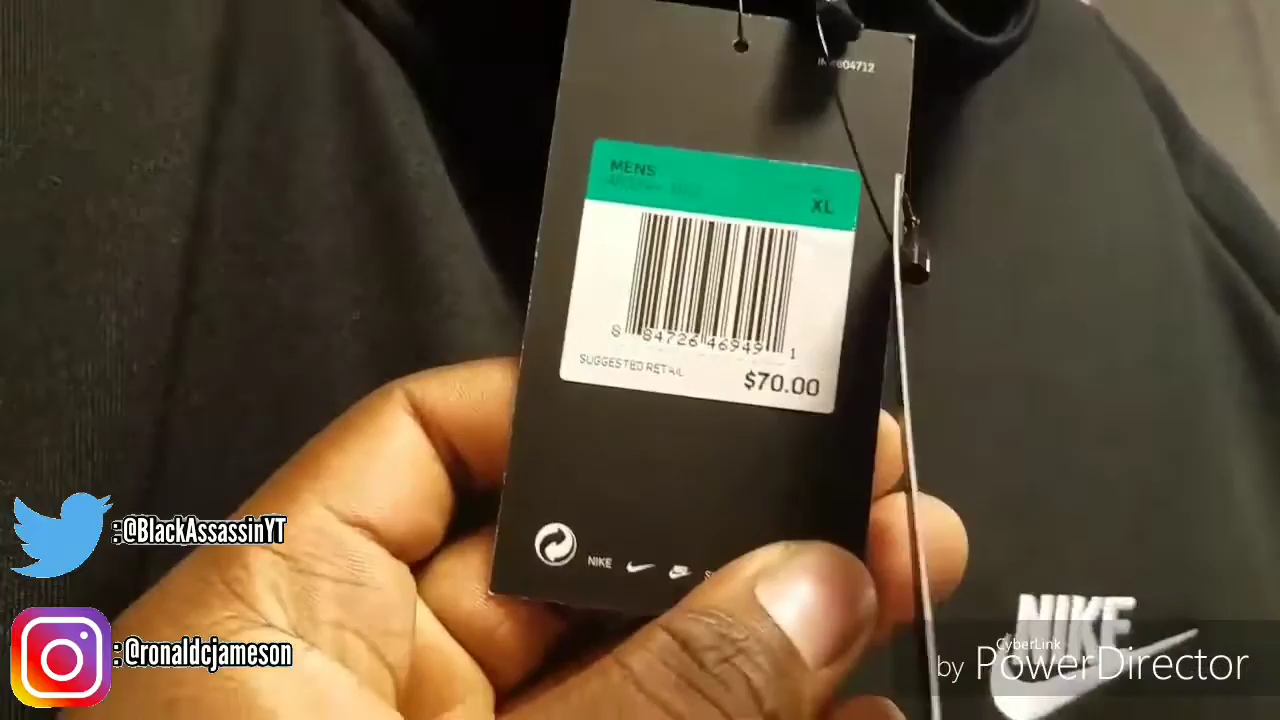 MENS
XL
8 84726 46949 1
SUGGESTED RETAIL
$70.00
NIKE
:@BlackAssassinYT
:@ronaldcjameson
NIKE
CyberLink
by PowerDirector